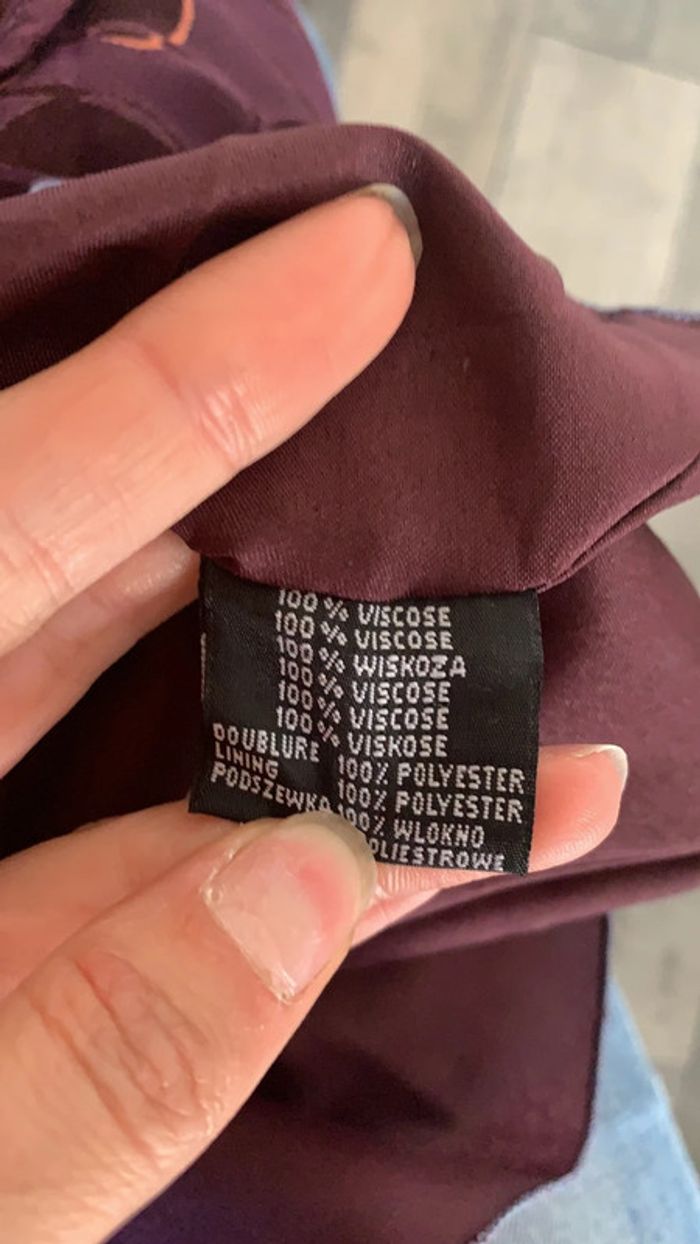 100 % VISCOSE
100 % VISCOSE
100 % WISKOZA
100 % VISCOSE
100 % VISCOSE
100 % VISKOSE
DOUBLURE 100% POLYESTER
LINING 100% POLYESTER
PODSZEWKA 100% WLOKNO